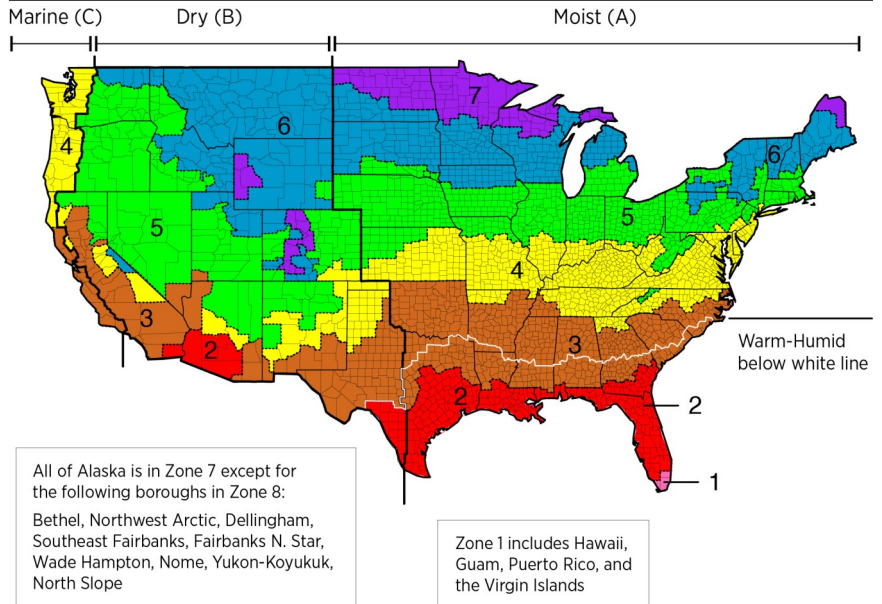 Marine (C)
Dry (B)
Moist (A)
7
6
4
6
5
5
4
3
2
3
Warm-Humid
below white line
2
2
1
All of Alaska is in Zone 7 except for
the following boroughs in Zone 8:
Bethel, Northwest Arctic, Dellingham,
Southeast Fairbanks, Fairbanks N. Star,
Wade Hampton, Nome, Yukon-Koyukuk,
North Slope
Zone 1 includes Hawaii,
Guam, Puerto Rico, and
the Virgin Islands